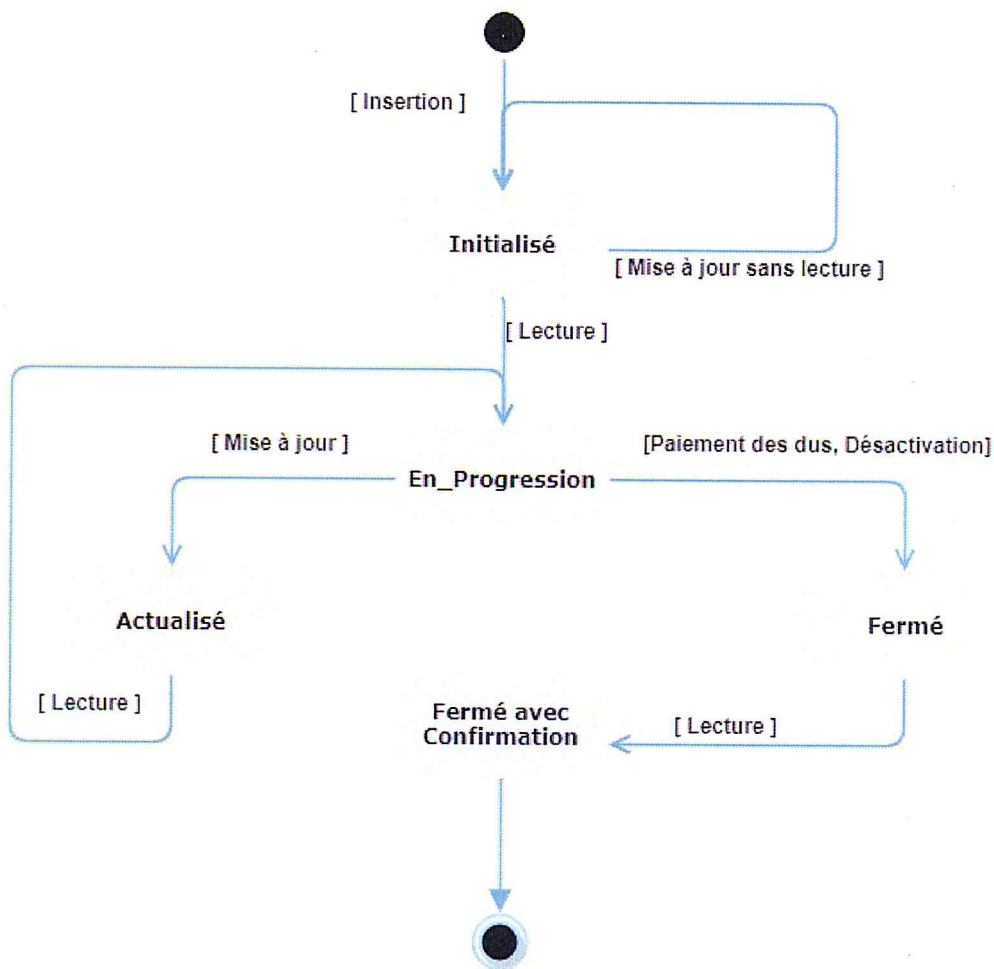 [ Insertion ]
Initialisé
[ Mise à jour sans lecture ]
[ Lecture ]
[ Mise à jour ]
[Paiement des dus, Désactivation]
En_Progression
Actualisé
Fermé
[ Lecture ]
Fermé avec
Confirmation
[ Lecture ]